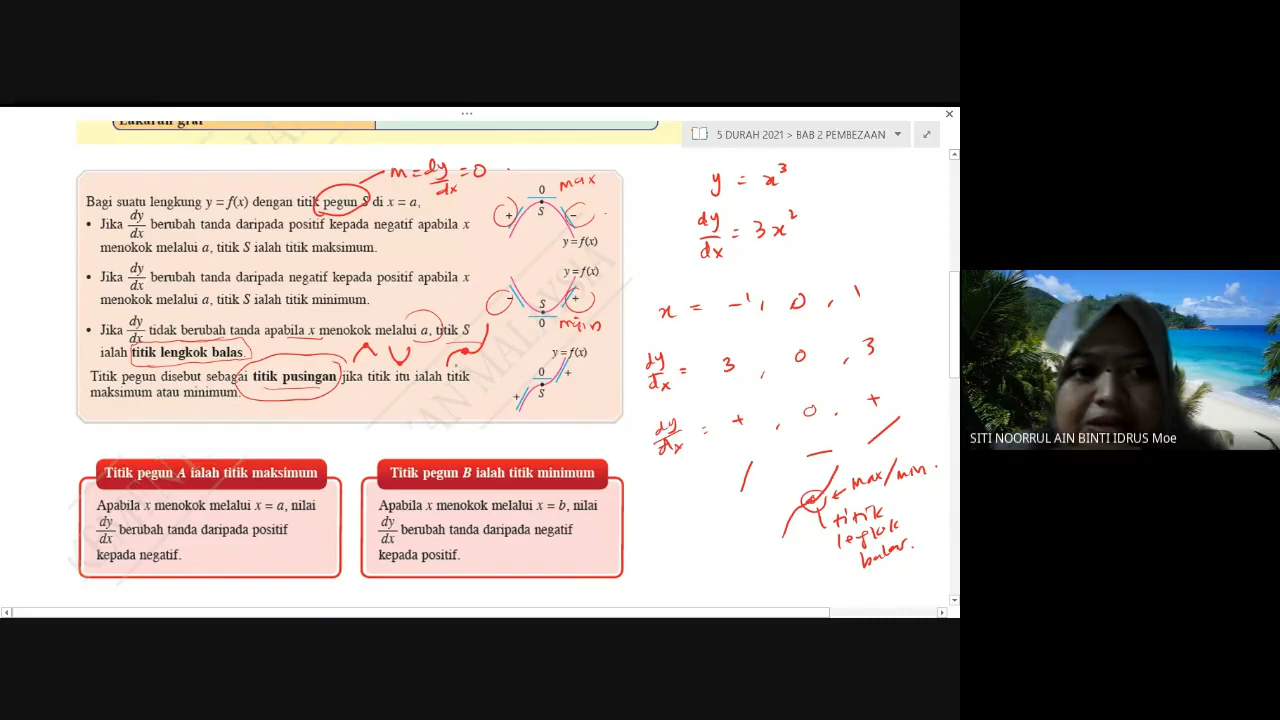 ...
Lakaran graf
5 DURAH 2021 > BAB 2 PEMBEZAAN
m = dy/dx = 0
Bagi suatu lengkung y = f(x) dengan titik pegun S di x = a,
• Jika dy/dx berubah tanda daripada positif kepada negatif apabila x
menokok melalui a, titik S ialah titik maksimum.
• Jika dy/dx berubah tanda daripada negatif kepada positif apabila x
menokok melalui a, titik S ialah titik minimum.
• Jika dy/dx tidak berubah tanda apabila x menokok melalui a, titik S
ialah titik lengkok balas.
Titik pegun disebut sebagai titik pusingan jika titik itu ialah titik
maksimum atau minimum.
0 max
+ S −
y = f(x)
y = f(x)
− S +
0 min
y = f(x)
0
+ S +
Titik pegun A ialah titik maksimum
Apabila x menokok melalui x = a, nilai
dy/dx berubah tanda daripada positif
kepada negatif.
Titik pegun B ialah titik minimum
Apabila x menokok melalui x = b, nilai
dy/dx berubah tanda daripada negatif
kepada positif.
y = x³
dy/dx = 3x²
x = -1, 0, 1
dy/dx = 3, 0, 3
dy/dx = +, 0, +
max/min.
titik
lengkok
balas.
SITI NOORRUL AIN BINTI IDRUS Moe